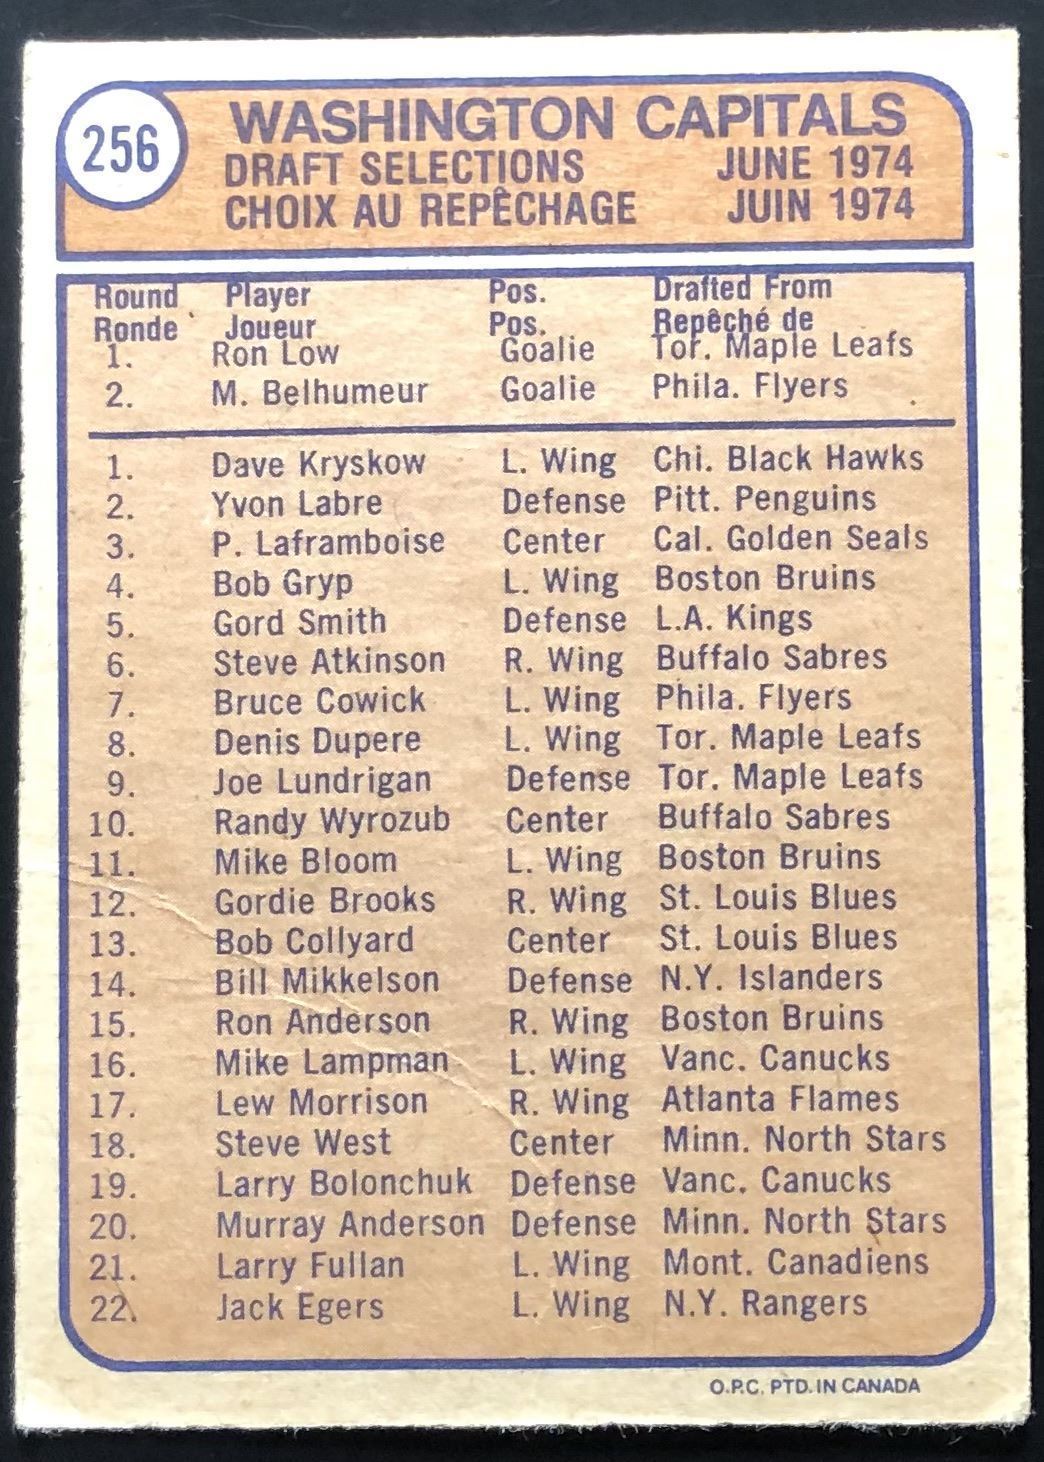 256
WASHINGTON CAPITALS
DRAFT SELECTIONS JUNE 1974
CHOIX AU REPÊCHAGE JUIN 1974
Round Player Pos. Drafted From
Ronde Joueur Pos. Repêché de
1. Ron Low Goalie Tor. Maple Leafs
2. M. Belhumeur Goalie Phila. Flyers
1. Dave Kryskow L. Wing Chi. Black Hawks
2. Yvon Labre Defense Pitt. Penguins
3. P. Laframboise Center Cal. Golden Seals
4. Bob Gryp L. Wing Boston Bruins
5. Gord Smith Defense L.A. Kings
6. Steve Atkinson R. Wing Buffalo Sabres
7. Bruce Cowick L. Wing Phila. Flyers
8. Denis Dupere L. Wing Tor. Maple Leafs
9. Joe Lundrigan Defense Tor. Maple Leafs
10. Randy Wyrozub Center Buffalo Sabres
11. Mike Bloom L. Wing Boston Bruins
12. Gordie Brooks R. Wing St. Louis Blues
13. Bob Collyard Center St. Louis Blues
14. Bill Mikkelson Defense N.Y. Islanders
15. Ron Anderson R. Wing Boston Bruins
16. Mike Lampman L. Wing Vanc. Canucks
17. Lew Morrison R. Wing Atlanta Flames
18. Steve West Center Minn. North Stars
19. Larry Bolonchuk Defense Vanc. Canucks
20. Murray Anderson Defense Minn. North Stars
21. Larry Fullan L. Wing Mont. Canadiens
22. Jack Egers L. Wing N.Y. Rangers
O.P.C. PTD. IN CANADA